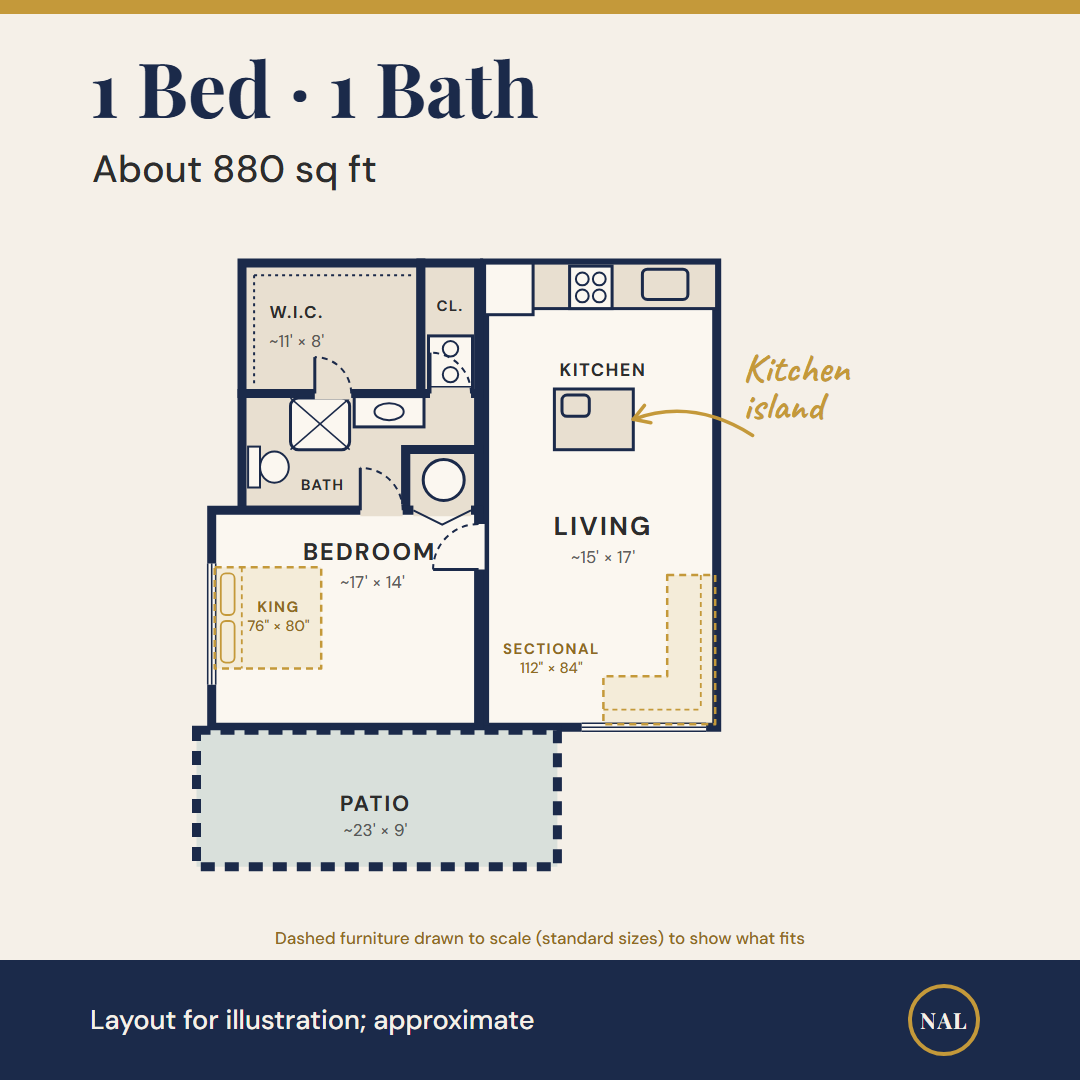 1 Bed · 1 Bath
About 880 sq ft
W.I.C.
~11' × 8'
CL.
KITCHEN
Kitchen
island
BATH
LIVING
~15' × 17'
BEDROOM
~17' × 14'
KING
76" × 80"
SECTIONAL
112" × 84"
PATIO
~23' × 9'
Dashed furniture drawn to scale (standard sizes) to show what fits
Layout for illustration; approximate
NAL